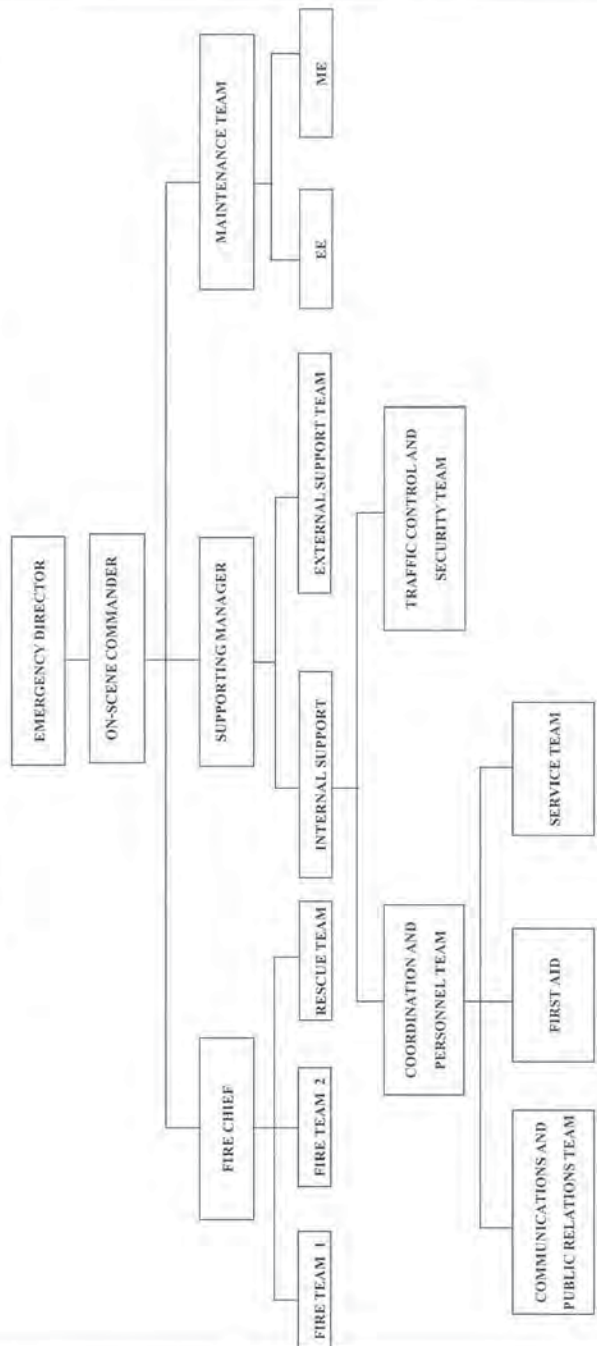 EMERGENCY DIRECTOR
ON-SCENE COMMANDER
FIRE CHIEF
SUPPORTING MANAGER
MAINTENANCE TEAM
FIRE TEAM 1
FIRE TEAM 2
RESCUE TEAM
INTERNAL SUPPORT
EXTERNAL SUPPORT TEAM
EE
ME
COORDINATION AND
PERSONNEL TEAM
TRAFFIC CONTROL AND
SECURITY TEAM
COMMUNICATIONS AND
PUBLIC RELATIONS TEAM
FIRST AID
SERVICE TEAM